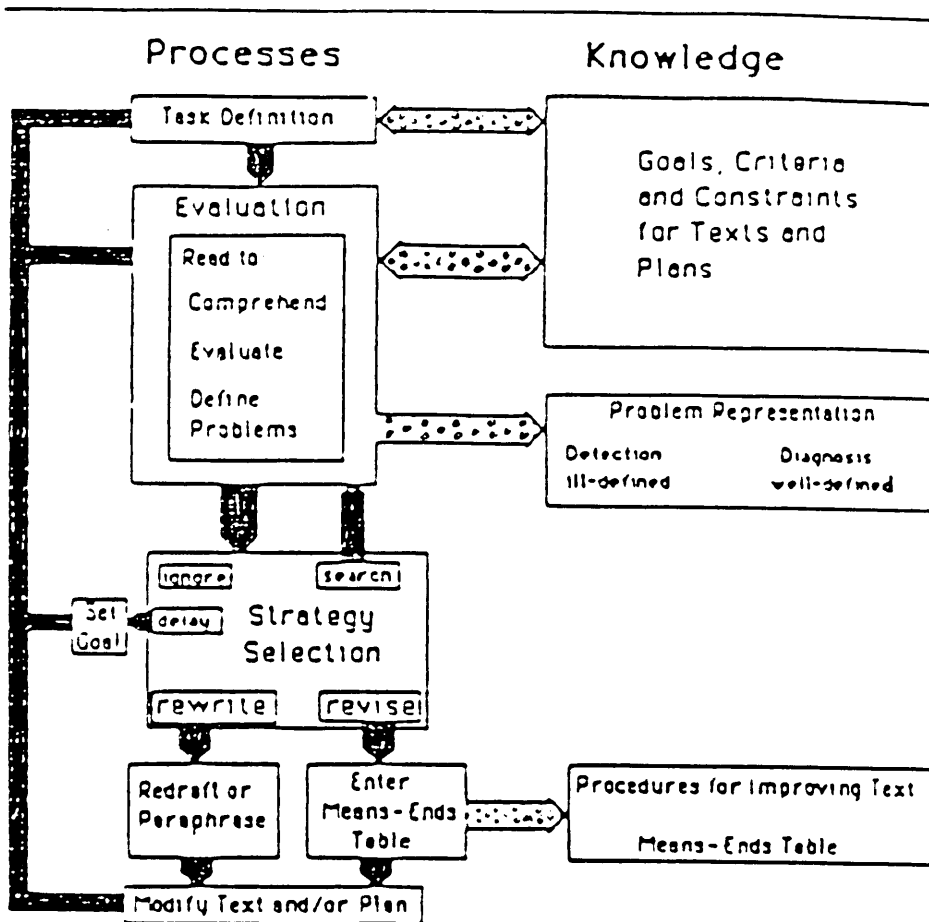 Processes
Knowledge
Task Definition
Goals, Criteria
and Constraints
for Texts and
Plans
Evaluation
Read to:
Comprehend
Evaluate
Define
Problems
Problem Representation
Detection
Diagnosis
ill-defined
well-defined
ignore
search
Set
Goal
delay
Strategy
Selection
rewrite
revise
Redraft or
Paraphrase
Enter
Means-Ends
Table
Procedures for Improving Text
Means-Ends Table
Modify Text and/or Plan